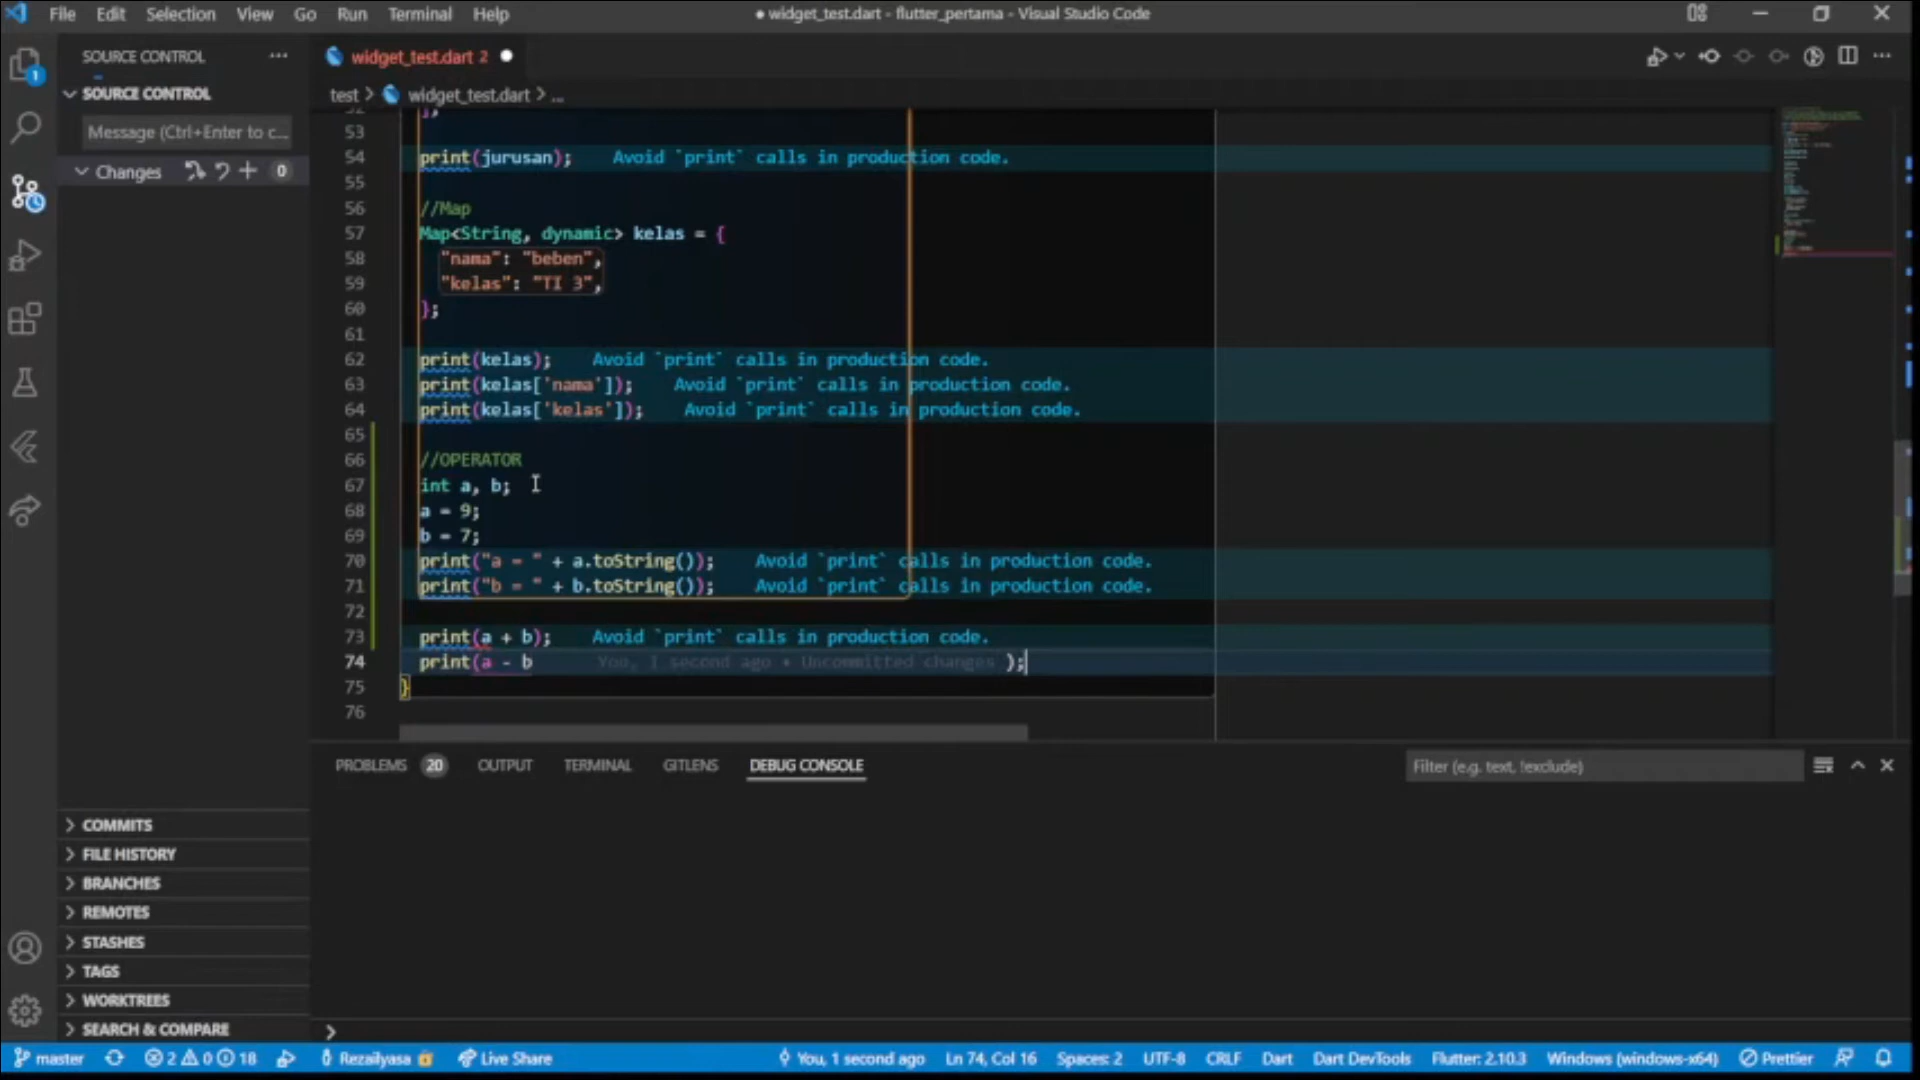 File Edit Selection View Go Run Terminal Help
● widget_test.dart - flutter_pertama - Visual Studio Code
SOURCE CONTROL
widget_test.dart 2
SOURCE CONTROL
test > widget_test.dart > ...
Message (Ctrl+Enter to c...
Changes 0
1
53
54 print(jurusan); Avoid `print` calls in production code.
55
56 //Map
57 Map<String, dynamic> kelas = {
58 "nama": "beben",
59 "kelas": "TI 3",
60 };
61
62 print(kelas); Avoid `print` calls in production code.
63 print(kelas['nama']); Avoid `print` calls in production code.
64 print(kelas['kelas']); Avoid `print` calls in production code.
65
66 //OPERATOR
67 int a, b;
68 a = 9;
69 b = 7;
70 print("a = " + a.toString()); Avoid `print` calls in production code.
71 print("b = " + b.toString()); Avoid `print` calls in production code.
72
73 print(a + b); Avoid `print` calls in production code.
74 print(a - b You, 1 second ago • Uncommitted changes );
75 }
76
PROBLEMS 20 OUTPUT TERMINAL GITLENS DEBUG CONSOLE
Filter (e.g. text, !exclude)
COMMITS
FILE HISTORY
BRANCHES
REMOTES
STASHES
TAGS
WORKTREES
SEARCH & COMPARE
master 2 0 18 Rezailyasa Live Share You, 1 second ago Ln 74, Col 16 Spaces: 2 UTF-8 CRLF Dart Dart DevTools Flutter: 2.10.3 Windows (windows-x64) Prettier